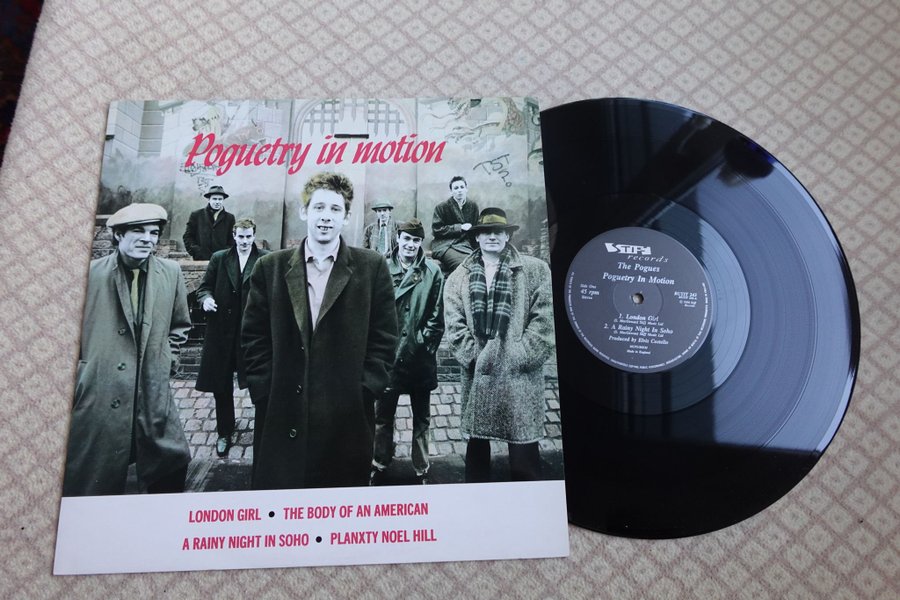 Poguetry in motion
LONDON GIRL • THE BODY OF AN AMERICAN
A RAINY NIGHT IN SOHO • PLANXTY NOEL HILL
STIFF
records
The Pogues
Poguetry In Motion
Side One
45 rpm
Stereo
BUYIT 243
1. London Girl
2. A Rainy Night In Soho
Produced by Elvis Costello
Made in England